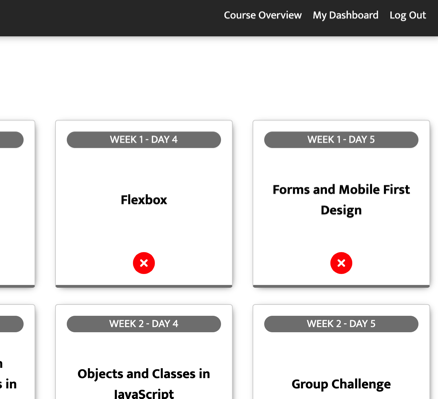 Course Overview My Dashboard Log Out
WEEK 1 - DAY 4
Flexbox
WEEK 1 - DAY 5
Forms and Mobile First
Design
s in
WEEK 2 - DAY 4
Objects and Classes in
JavaScript
WEEK 2 - DAY 5
Group Challenge